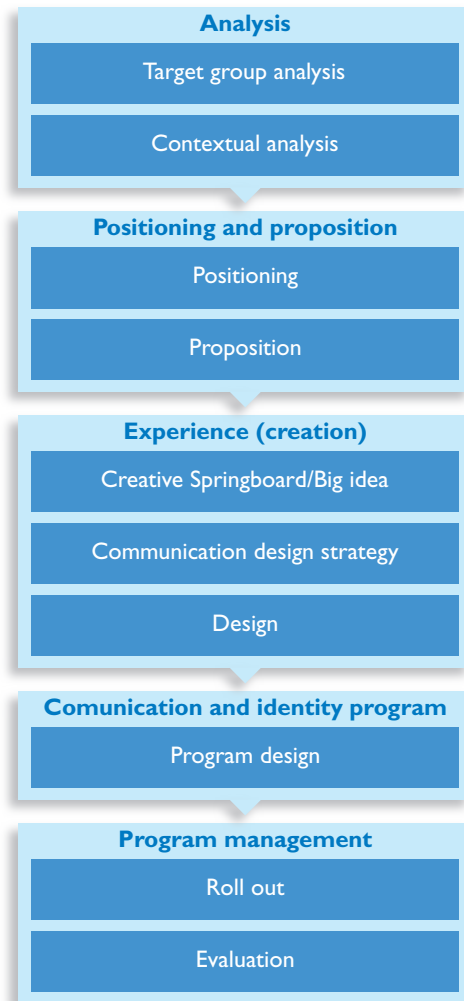 Analysis
Target group analysis
Contextual analysis
Positioning and proposition
Positioning
Proposition
Experience (creation)
Creative Springboard/Big idea
Communication design strategy
Design
Comunication and identity program
Program design
Program management
Roll out
Evaluation